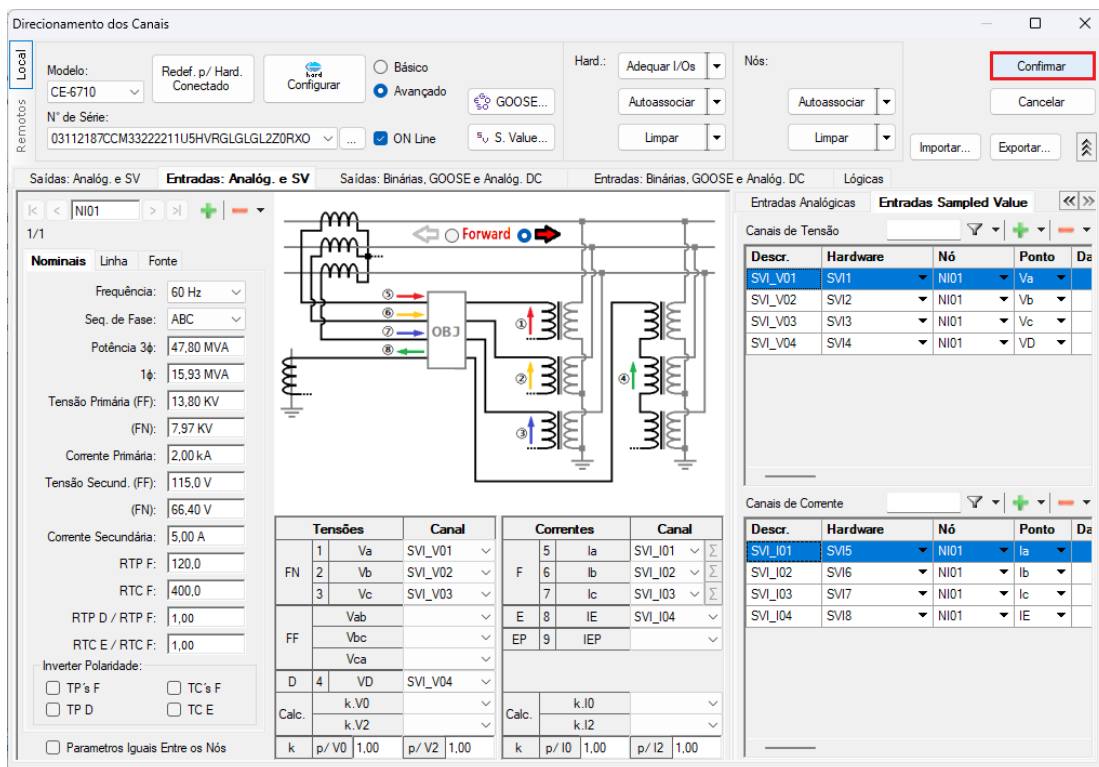 Direcionamento dos Canais
Local
Remotos
Modelo:
CE-6710
Redef. p/ Hard.
Conectado
hard
Configurar
Básico
Avançado
GOOSE...
N° de Série:
03112187CCM33222211U5HVRGLGLGL2Z0RXO
...
ON Line
S. Value...
Hard.:
Adequar I/Os
Autoassociar
Limpar
Nós:
Autoassociar
Limpar
Confirmar
Cancelar
Importar...
Exportar...
Saídas: Analóg. e SV
Entradas: Analóg. e SV
Saídas: Binárias, GOOSE e Analóg. DC
Entradas: Binárias, GOOSE e Analóg. DC
Lógicas
NI01
1/1
Nominais Linha Fonte
Frequência: 60 Hz
Seq. de Fase: ABC
Potência 3ϕ: 47,80 MVA
1ϕ: 15,93 MVA
Tensão Primária (FF): 13,80 KV
(FN): 7,97 KV
Corrente Primária: 2,00 kA
Tensão Secund. (FF): 115,0 V
(FN): 66,40 V
Corrente Secundária: 5,00 A
RTP F: 120,0
RTC F: 400,0
RTP D / RTP F: 1,00
RTC E / RTC F: 1,00
Inverter Polaridade:
TP's F TC's F
TP D TC E
Parametros Iguais Entre os Nós
Forward
⑤
⑥
⑦
⑧
OBJ
①
②
③
④
Tensões Canal
FN
1 Va SVI_V01
2 Vb SVI_V02
3 Vc SVI_V03
FF
Vab
Vbc
Vca
D 4 VD SVI_V04
Calc.
k.V0
k.V2
k p/ V0 1,00 p/ V2 1,00
Correntes Canal
F
5 Ia SVI_I01 Σ
6 Ib SVI_I02 Σ
7 Ic SVI_I03 Σ
E 8 IE SVI_I04
EP 9 IEP
Calc.
k.I0
k.I2
k p/ I0 1,00 p/ I2 1,00
Entradas Analógicas Entradas Sampled Value
Canais de Tensão
Descr. Hardware Nó Ponto Da
SVI_V01 SVI1 NI01 Va
SVI_V02 SVI2 NI01 Vb
SVI_V03 SVI3 NI01 Vc
SVI_V04 SVI4 NI01 VD
Canais de Corrente
Descr. Hardware Nó Ponto Da
SVI_I01 SVI5 NI01 Ia
SVI_I02 SVI6 NI01 Ib
SVI_I03 SVI7 NI01 Ic
SVI_I04 SVI8 NI01 IE